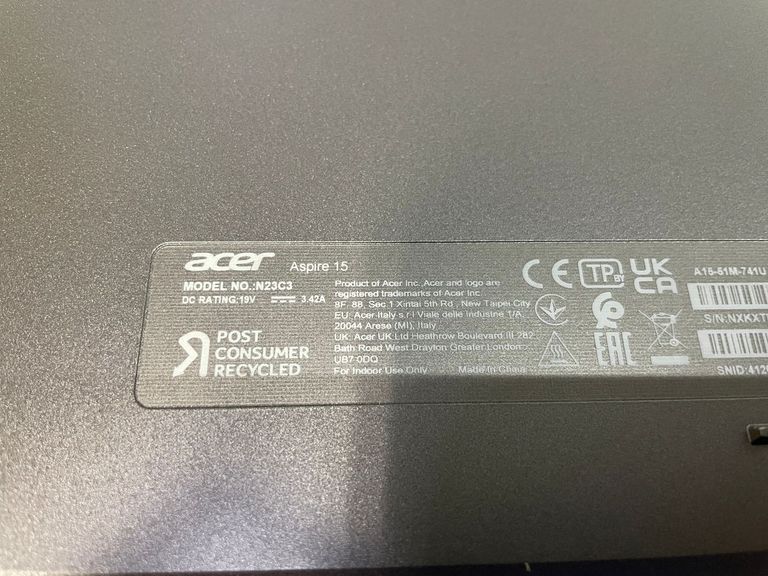 acer Aspire 15
MODEL NO.:N23C3
DC RATING:19V 3.42A
POST
CONSUMER
RECYCLED
Product of Acer Inc. Acer and logo are
registered trademarks of Acer Inc.
8F, 88, Sec.1 Xintai 5th Rd., New Taipei City
EU: Acer Italy s.r.l Viale delle Industrie 1/A,
20044 Arese (MI), Italy
UK: Acer UK Ltd Heathrow Boulevard III 282
Bath Road West Drayton Greater London
UB7 0DQ
For Indoor Use Only Made in China
CE TP BY UK
CA
EAC
A15-51M-741U
S/N:NXKXT
SNID:412